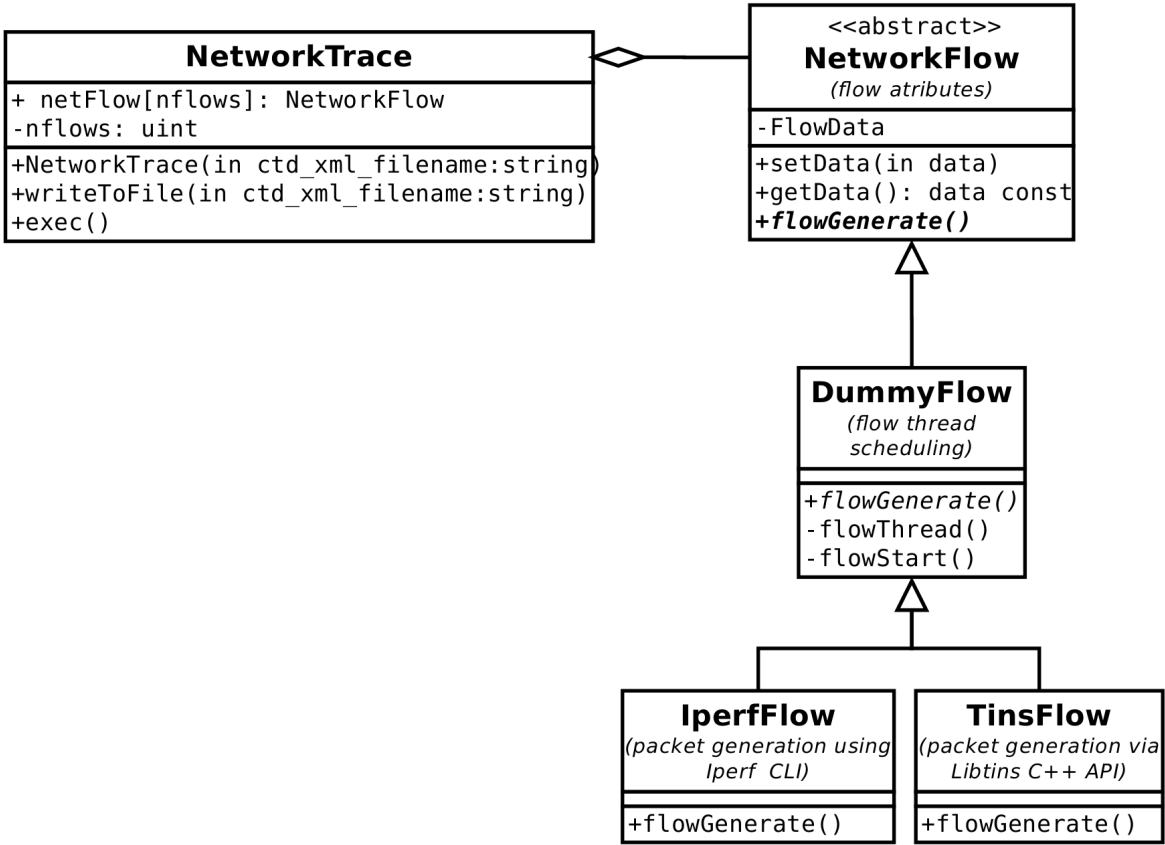 NetworkTrace
+ netFlow[nflows]: NetworkFlow
-nflows: uint
+NetworkTrace(in ctd_xml_filename:string)
+writeToFile(in ctd_xml_filename:string)
+exec()
<<abstract>>
NetworkFlow
(flow atributes)
-FlowData
+setData(in data)
+getData(): data const
+flowGenerate()
DummyFlow
(flow thread
scheduling)
+flowGenerate()
-flowThread()
-flowStart()
IperfFlow
(packet generation using
Iperf CLI)
+flowGenerate()
TinsFlow
(packet generation via
Libtins C++ API)
+flowGenerate()